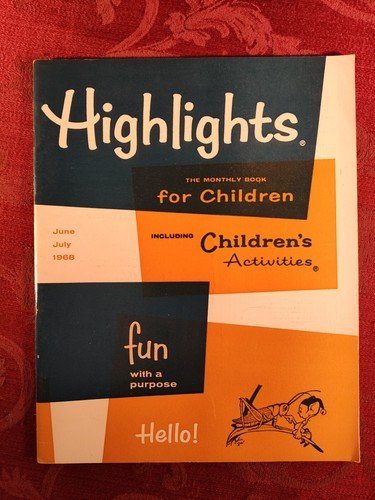 Highlights®
THE MONTHLY BOOK
for Children
June
July
1968
INCLUDING Children's
Activities®
fun
with a
purpose
Hello!